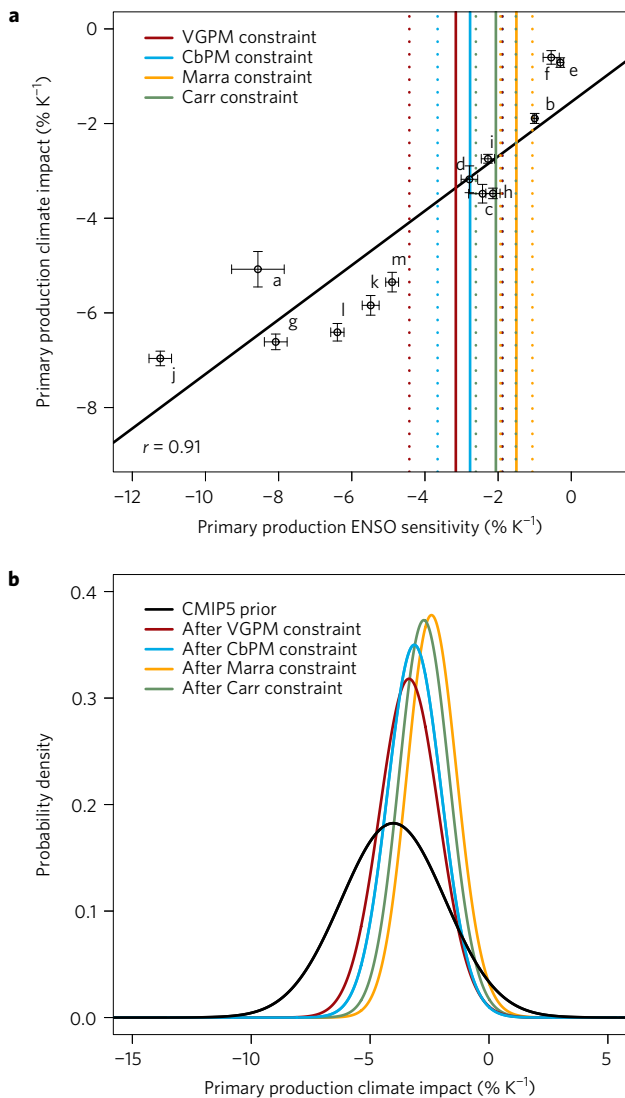 a
VGPM constraint
CbPM constraint
Marra constraint
Carr constraint
0
−2
−4
−6
−8
Primary production climate impact (% K⁻¹)
f
e
b
i
d
h
c
m
a
k
l
g
j
r = 0.91
−12 −10 −8 −6 −4 −2 0
Primary production ENSO sensitivity (% K⁻¹)
b
CMIP5 prior
After VGPM constraint
After CbPM constraint
After Marra constraint
After Carr constraint
0.4
0.3
0.2
0.1
0.0
Probability density
−15 −10 −5 0 5
Primary production climate impact (% K⁻¹)